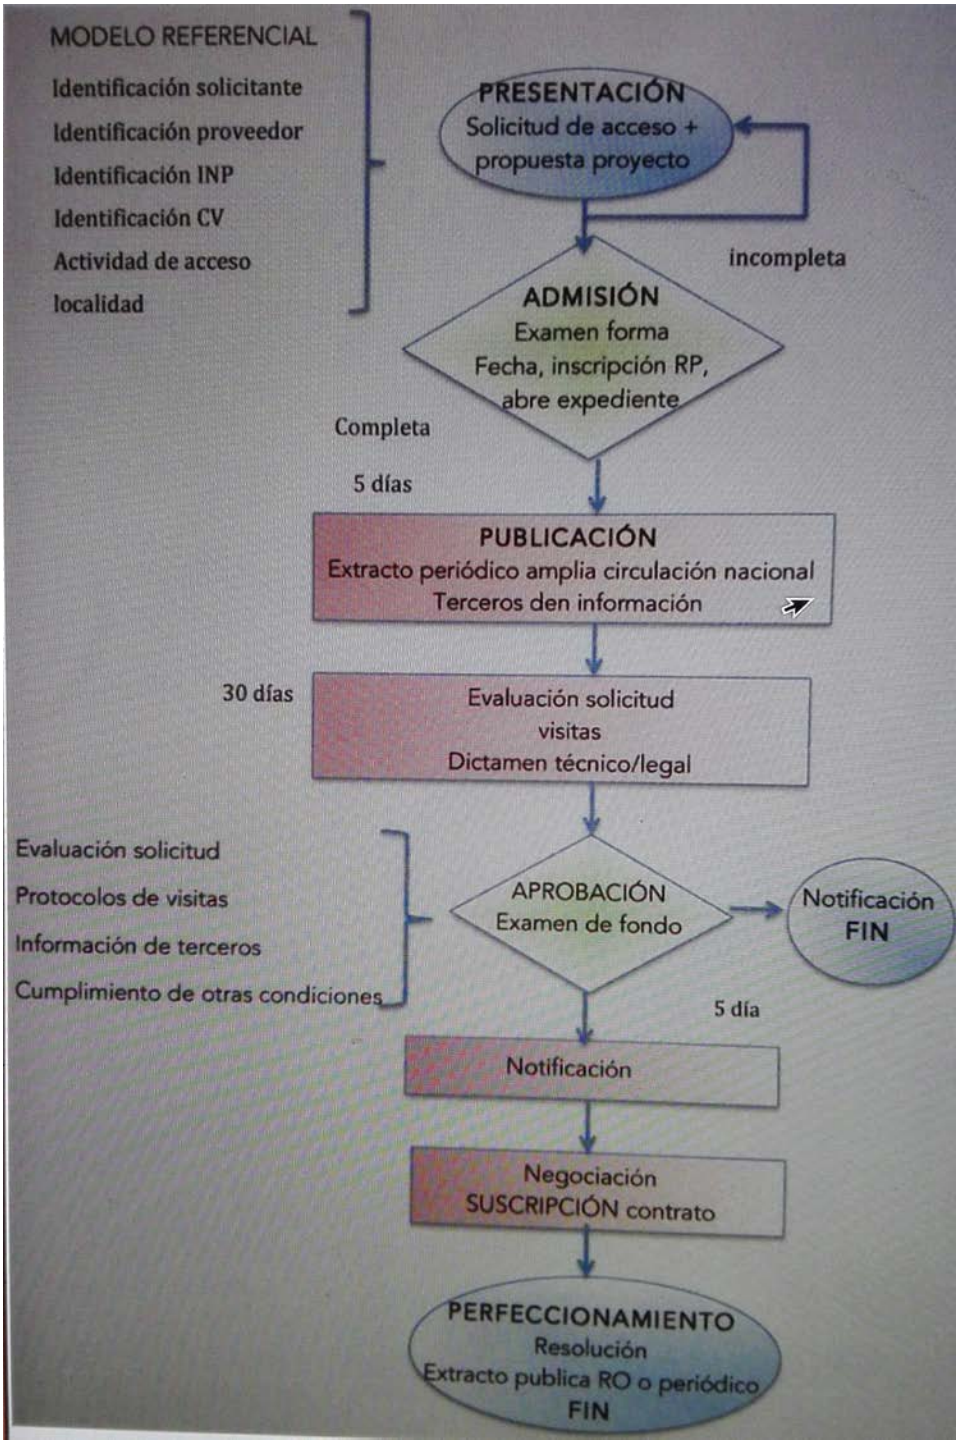 MODELO REFERENCIAL
Identificación solicitante
Identificación proveedor
Identificación INP
Identificación CV
Actividad de acceso
localidad
PRESENTACIÓN
Solicitud de acceso +
propuesta proyecto
incompleta
ADMISIÓN
Examen forma
Fecha, inscripción RP,
abre expediente
Completa
5 días
PUBLICACIÓN
Extracto periódico amplia circulación nacional
Terceros den información
30 días
Evaluación solicitud
visitas
Dictamen técnico/legal
Evaluación solicitud
Protocolos de visitas
Información de terceros
Cumplimiento de otras condiciones
APROBACIÓN
Examen de fondo
Notificación
FIN
5 día
Notificación
Negociación
SUSCRIPCIÓN contrato
PERFECCIONAMIENTO
Resolución
Extracto publica RO o periódico
FIN